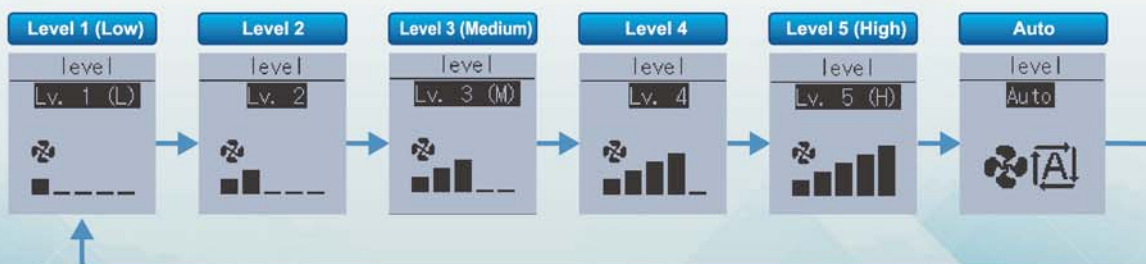 Level 1 (Low)
level
Lv. 1 (L)
Level 2
level
Lv. 2
Level 3 (Medium)
level
Lv. 3 (M)
Level 4
level
Lv. 4
Level 5 (High)
level
Lv. 5 (H)
Auto
level
Auto
A